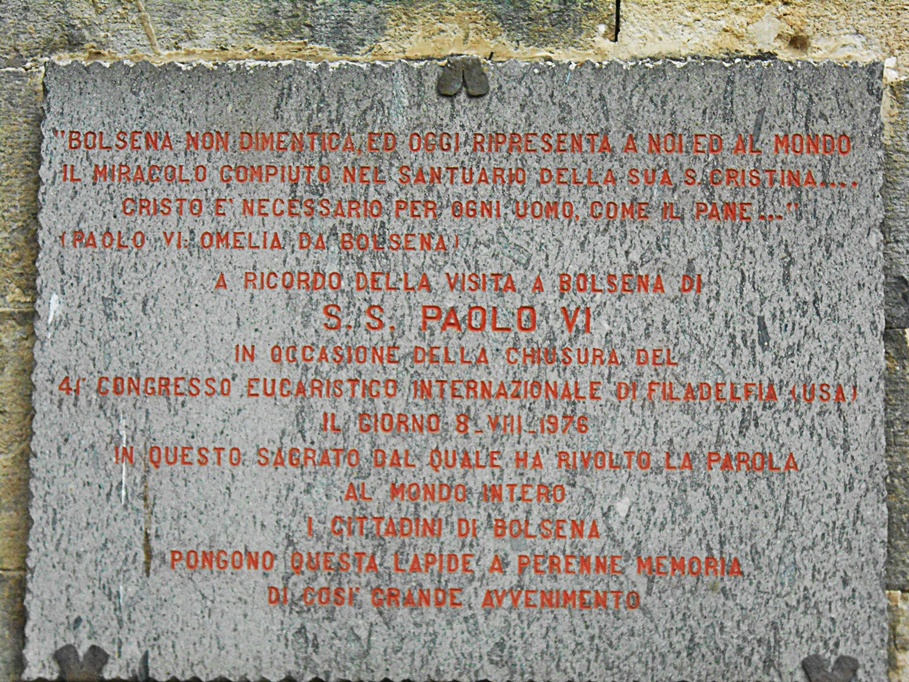 "BOLSENA NON DIMENTICA, ED OGGI RIPRESENTA A NOI ED AL MONDO
IL MIRACOLO COMPIUTO NEL SANTUARIO DELLA SUA S. CRISTINA....
CRISTO E' NECESSARIO PER OGNI UOMO, COME IL PANE..."
(PAOLO VI: OMELIA DA BOLSENA)
A RICORDO DELLA VISITA A BOLSENA DI
S. S. PAOLO VI
IN OCCASIONE DELLA CHIUSURA DEL
41° CONGRESSO EUCARISTICO INTERNAZIONALE DI FILADELFIA (USA)
IL GIORNO 8-VIII-1976
IN QUESTO SAGRATO DAL QUALE HA RIVOLTO LA PAROLA
AL MONDO INTERO
I CITTADINI DI BOLSENA
PONGONO QUESTA LAPIDE A PERENNE MEMORIA
DI COSI' GRANDE AVVENIMENTO